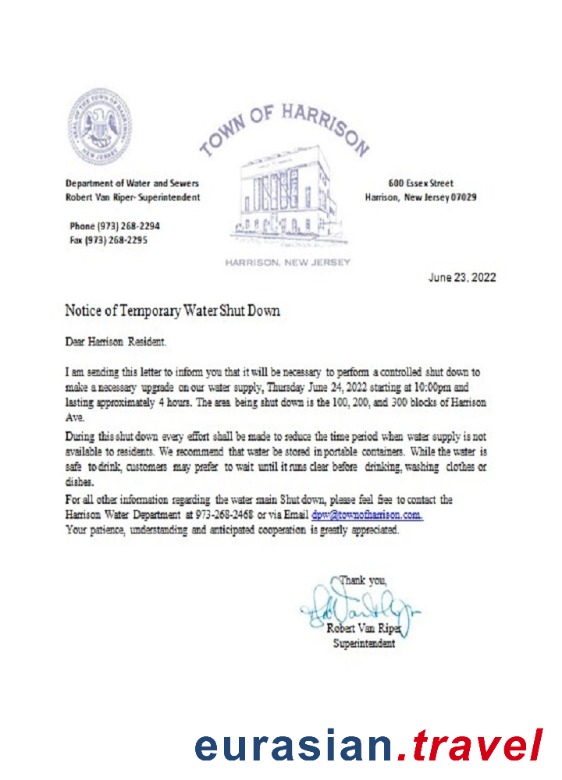 TOWN OF HARRISON
Department of Water and Sewers
Robert Van Riper- Superintendent
600 Essex Street
Harrison, New Jersey 07029
Phone (973) 268-2294
Fax (973) 268-2295
HARRISON, NEW JERSEY
June 23, 2022
Notice of Temporary Water Shut Down
Dear Harrison Resident.
I am sending this letter to inform you that it will be necessary to perform a controlled shut down to
make a necessary upgrade on our water supply, Thursday June 24, 2022 starting at 10:00pm and
lasting approximately 4 hours. The area being shut down is the 100, 200, and 300 blocks of Harrison
Ave.
During this shut down every effort shall be made to reduce the time period when water supply is not
available to residents. We recommend that water be stored in portable containers. While the water is
safe to drink, customers may prefer to wait until it runs clear before drinking, washing clothes or
dishes.
For all other information regarding the water main Shut down, please feel free to contact the
Harrison Water Department at 973-268-2468 or via Email dpw@townofharrison.com.
Your patience, understanding and anticipated cooperation is greatly appreciated.
Thank you,
Robert Van Riper
Superintendent
eurasian.travel